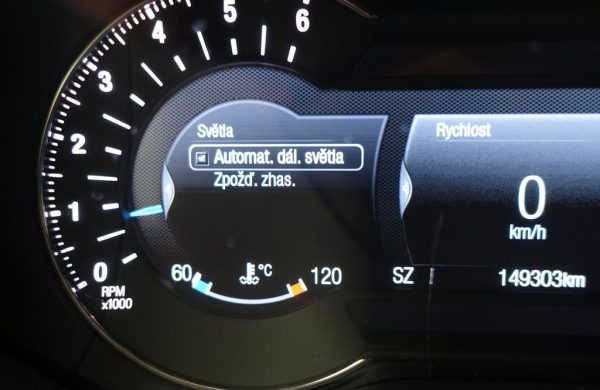 6
5
4
3
2
1
0
RPM
x1000
Světla
Automat. dál. světla
Zpožď. zhas.
60
°C
120
Rychlost
0
km/h
SZ
149303km